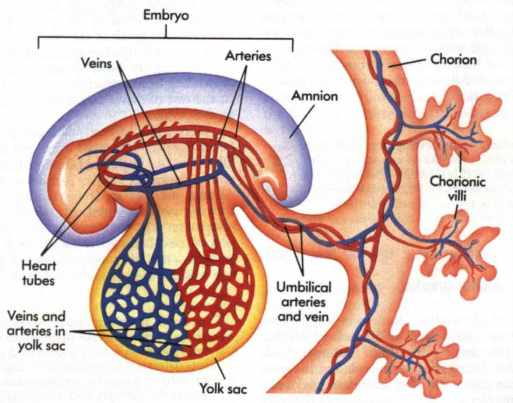 Embryo
Veins
Arteries
Chorion
Amnion
Chorionic
villi
Heart
tubes
Umbilical
arteries
and vein
Veins and
arteries in
yolk sac
Yolk sac